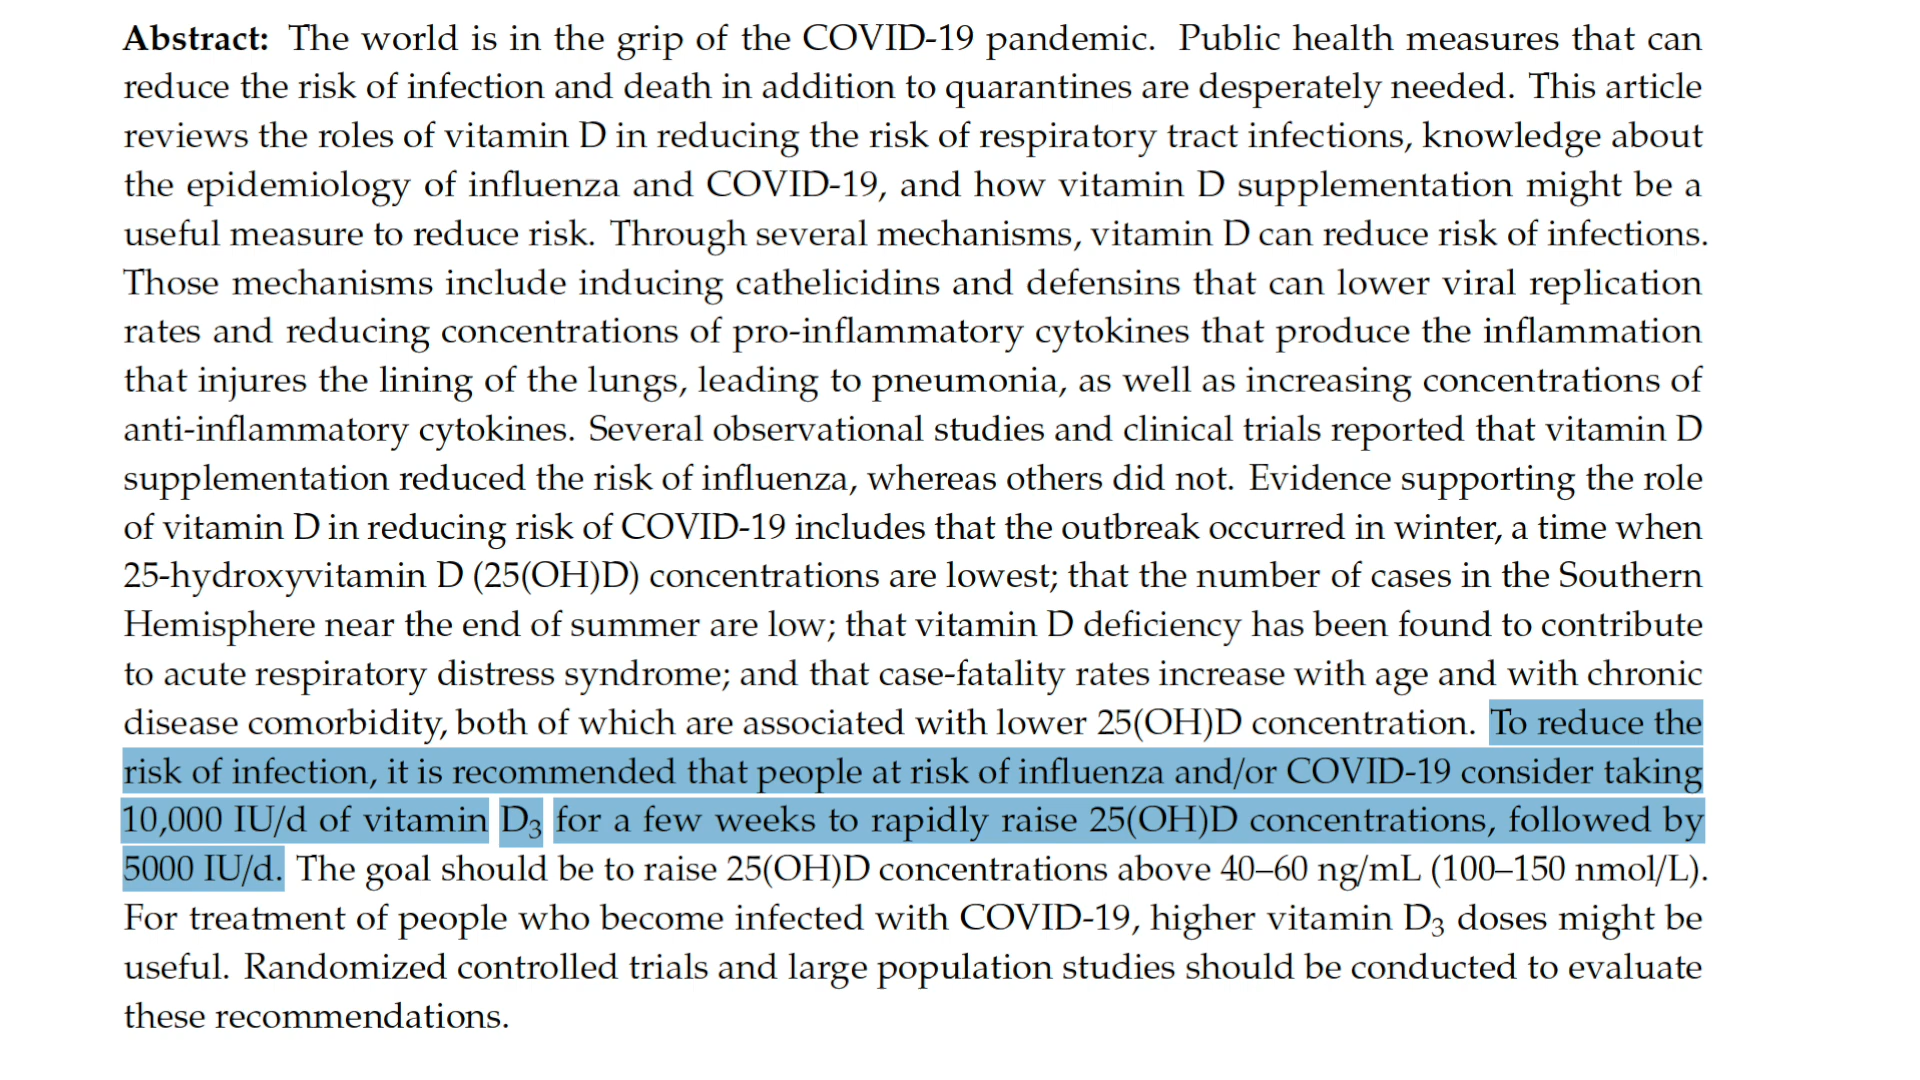 Abstract: The world is in the grip of the COVID-19 pandemic. Public health measures that can
reduce the risk of infection and death in addition to quarantines are desperately needed. This article
reviews the roles of vitamin D in reducing the risk of respiratory tract infections, knowledge about
the epidemiology of influenza and COVID-19, and how vitamin D supplementation might be a
useful measure to reduce risk. Through several mechanisms, vitamin D can reduce risk of infections.
Those mechanisms include inducing cathelicidins and defensins that can lower viral replication
rates and reducing concentrations of pro-inflammatory cytokines that produce the inflammation
that injures the lining of the lungs, leading to pneumonia, as well as increasing concentrations of
anti-inflammatory cytokines. Several observational studies and clinical trials reported that vitamin D
supplementation reduced the risk of influenza, whereas others did not. Evidence supporting the role
of vitamin D in reducing risk of COVID-19 includes that the outbreak occurred in winter, a time when
25-hydroxyvitamin D (25(OH)D) concentrations are lowest; that the number of cases in the Southern
Hemisphere near the end of summer are low; that vitamin D deficiency has been found to contribute
to acute respiratory distress syndrome; and that case-fatality rates increase with age and with chronic
disease comorbidity, both of which are associated with lower 25(OH)D concentration. To reduce the
risk of infection, it is recommended that people at risk of influenza and/or COVID-19 consider taking
10,000 IU/d of vitamin D₃ for a few weeks to rapidly raise 25(OH)D concentrations, followed by
5000 IU/d. The goal should be to raise 25(OH)D concentrations above 40–60 ng/mL (100–150 nmol/L).
For treatment of people who become infected with COVID-19, higher vitamin D₃ doses might be
useful. Randomized controlled trials and large population studies should be conducted to evaluate
these recommendations.